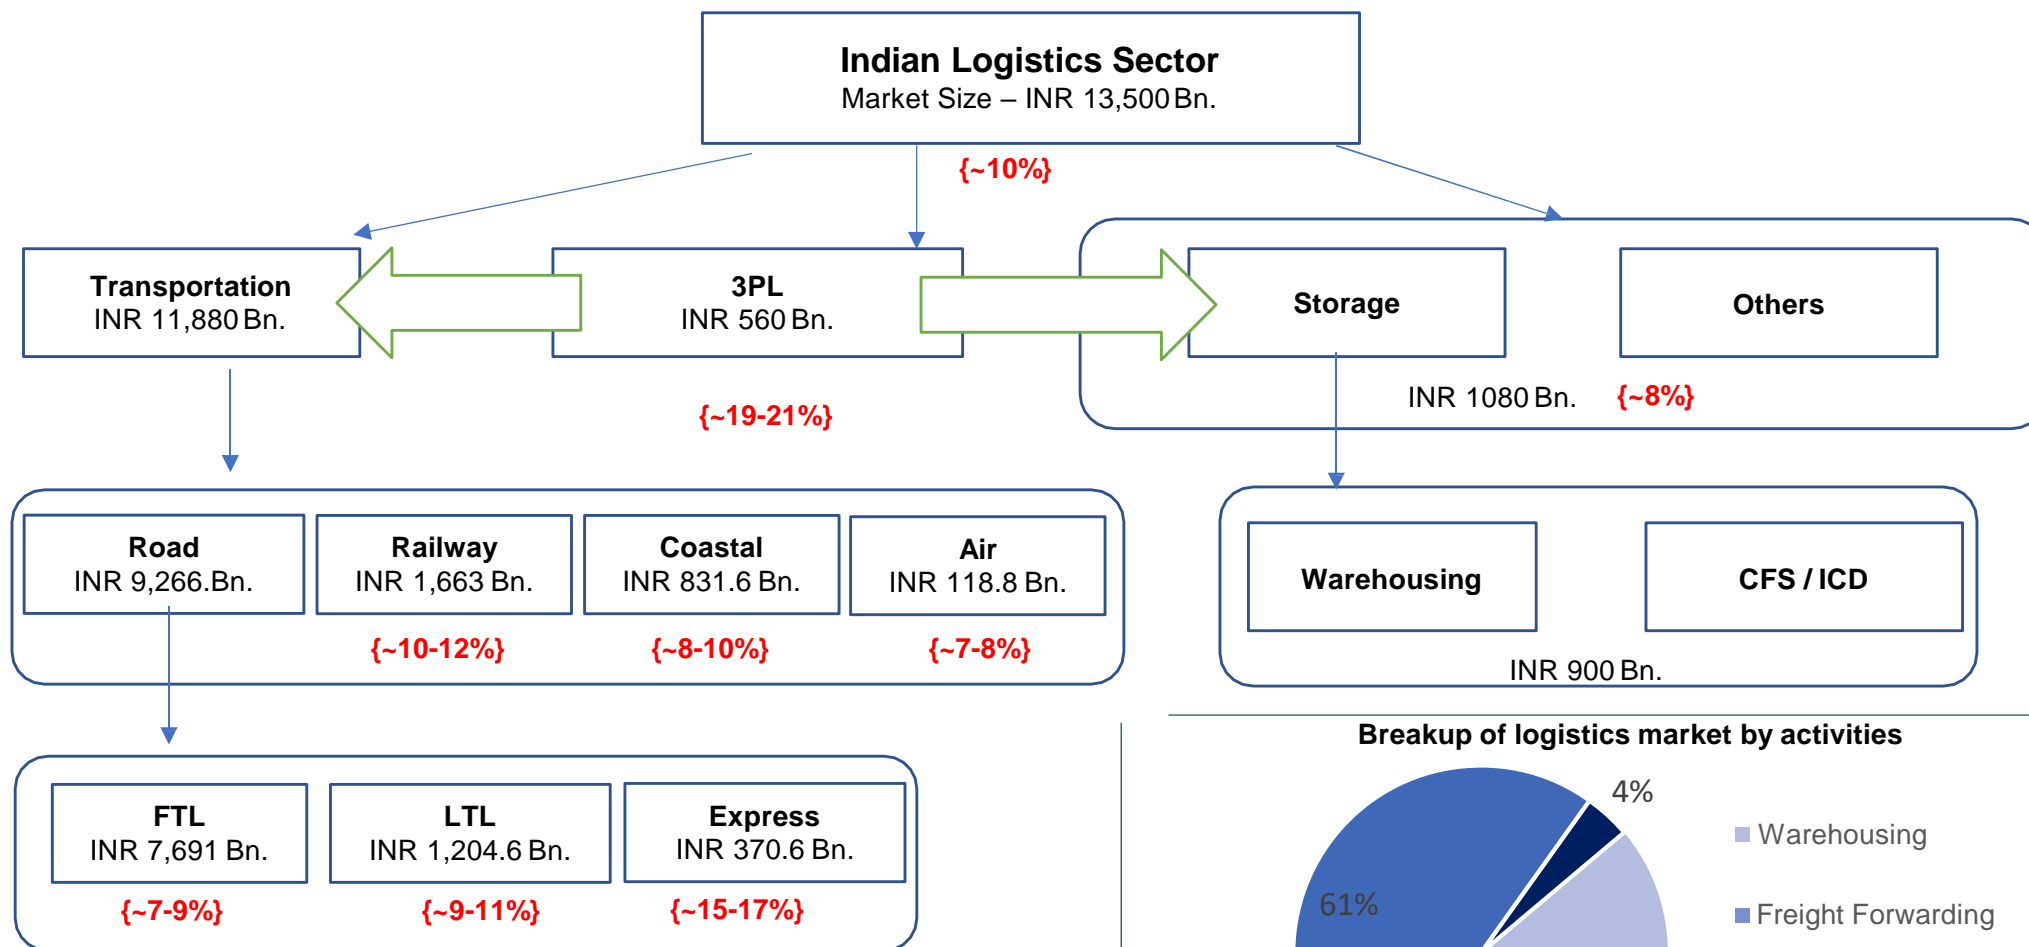 Indian Logistics Sector
Market Size – INR 13,500 Bn.
{~10%}
Transportation
INR 11,880 Bn.
3PL
INR 560 Bn.
Storage
Others
{~19-21%}
INR 1080 Bn. {~8%}
Road
INR 9,266.Bn.
Railway
INR 1,663 Bn.
Coastal
INR 831.6 Bn.
Air
INR 118.8 Bn.
{~10-12%}
{~8-10%}
{~7-8%}
Warehousing
CFS / ICD
INR 900 Bn.
FTL
INR 7,691 Bn.
LTL
INR 1,204.6 Bn.
Express
INR 370.6 Bn.
{~7-9%}
{~9-11%}
{~15-17%}
Breakup of logistics market by activities
4%
61%
Warehousing
Freight Forwarding